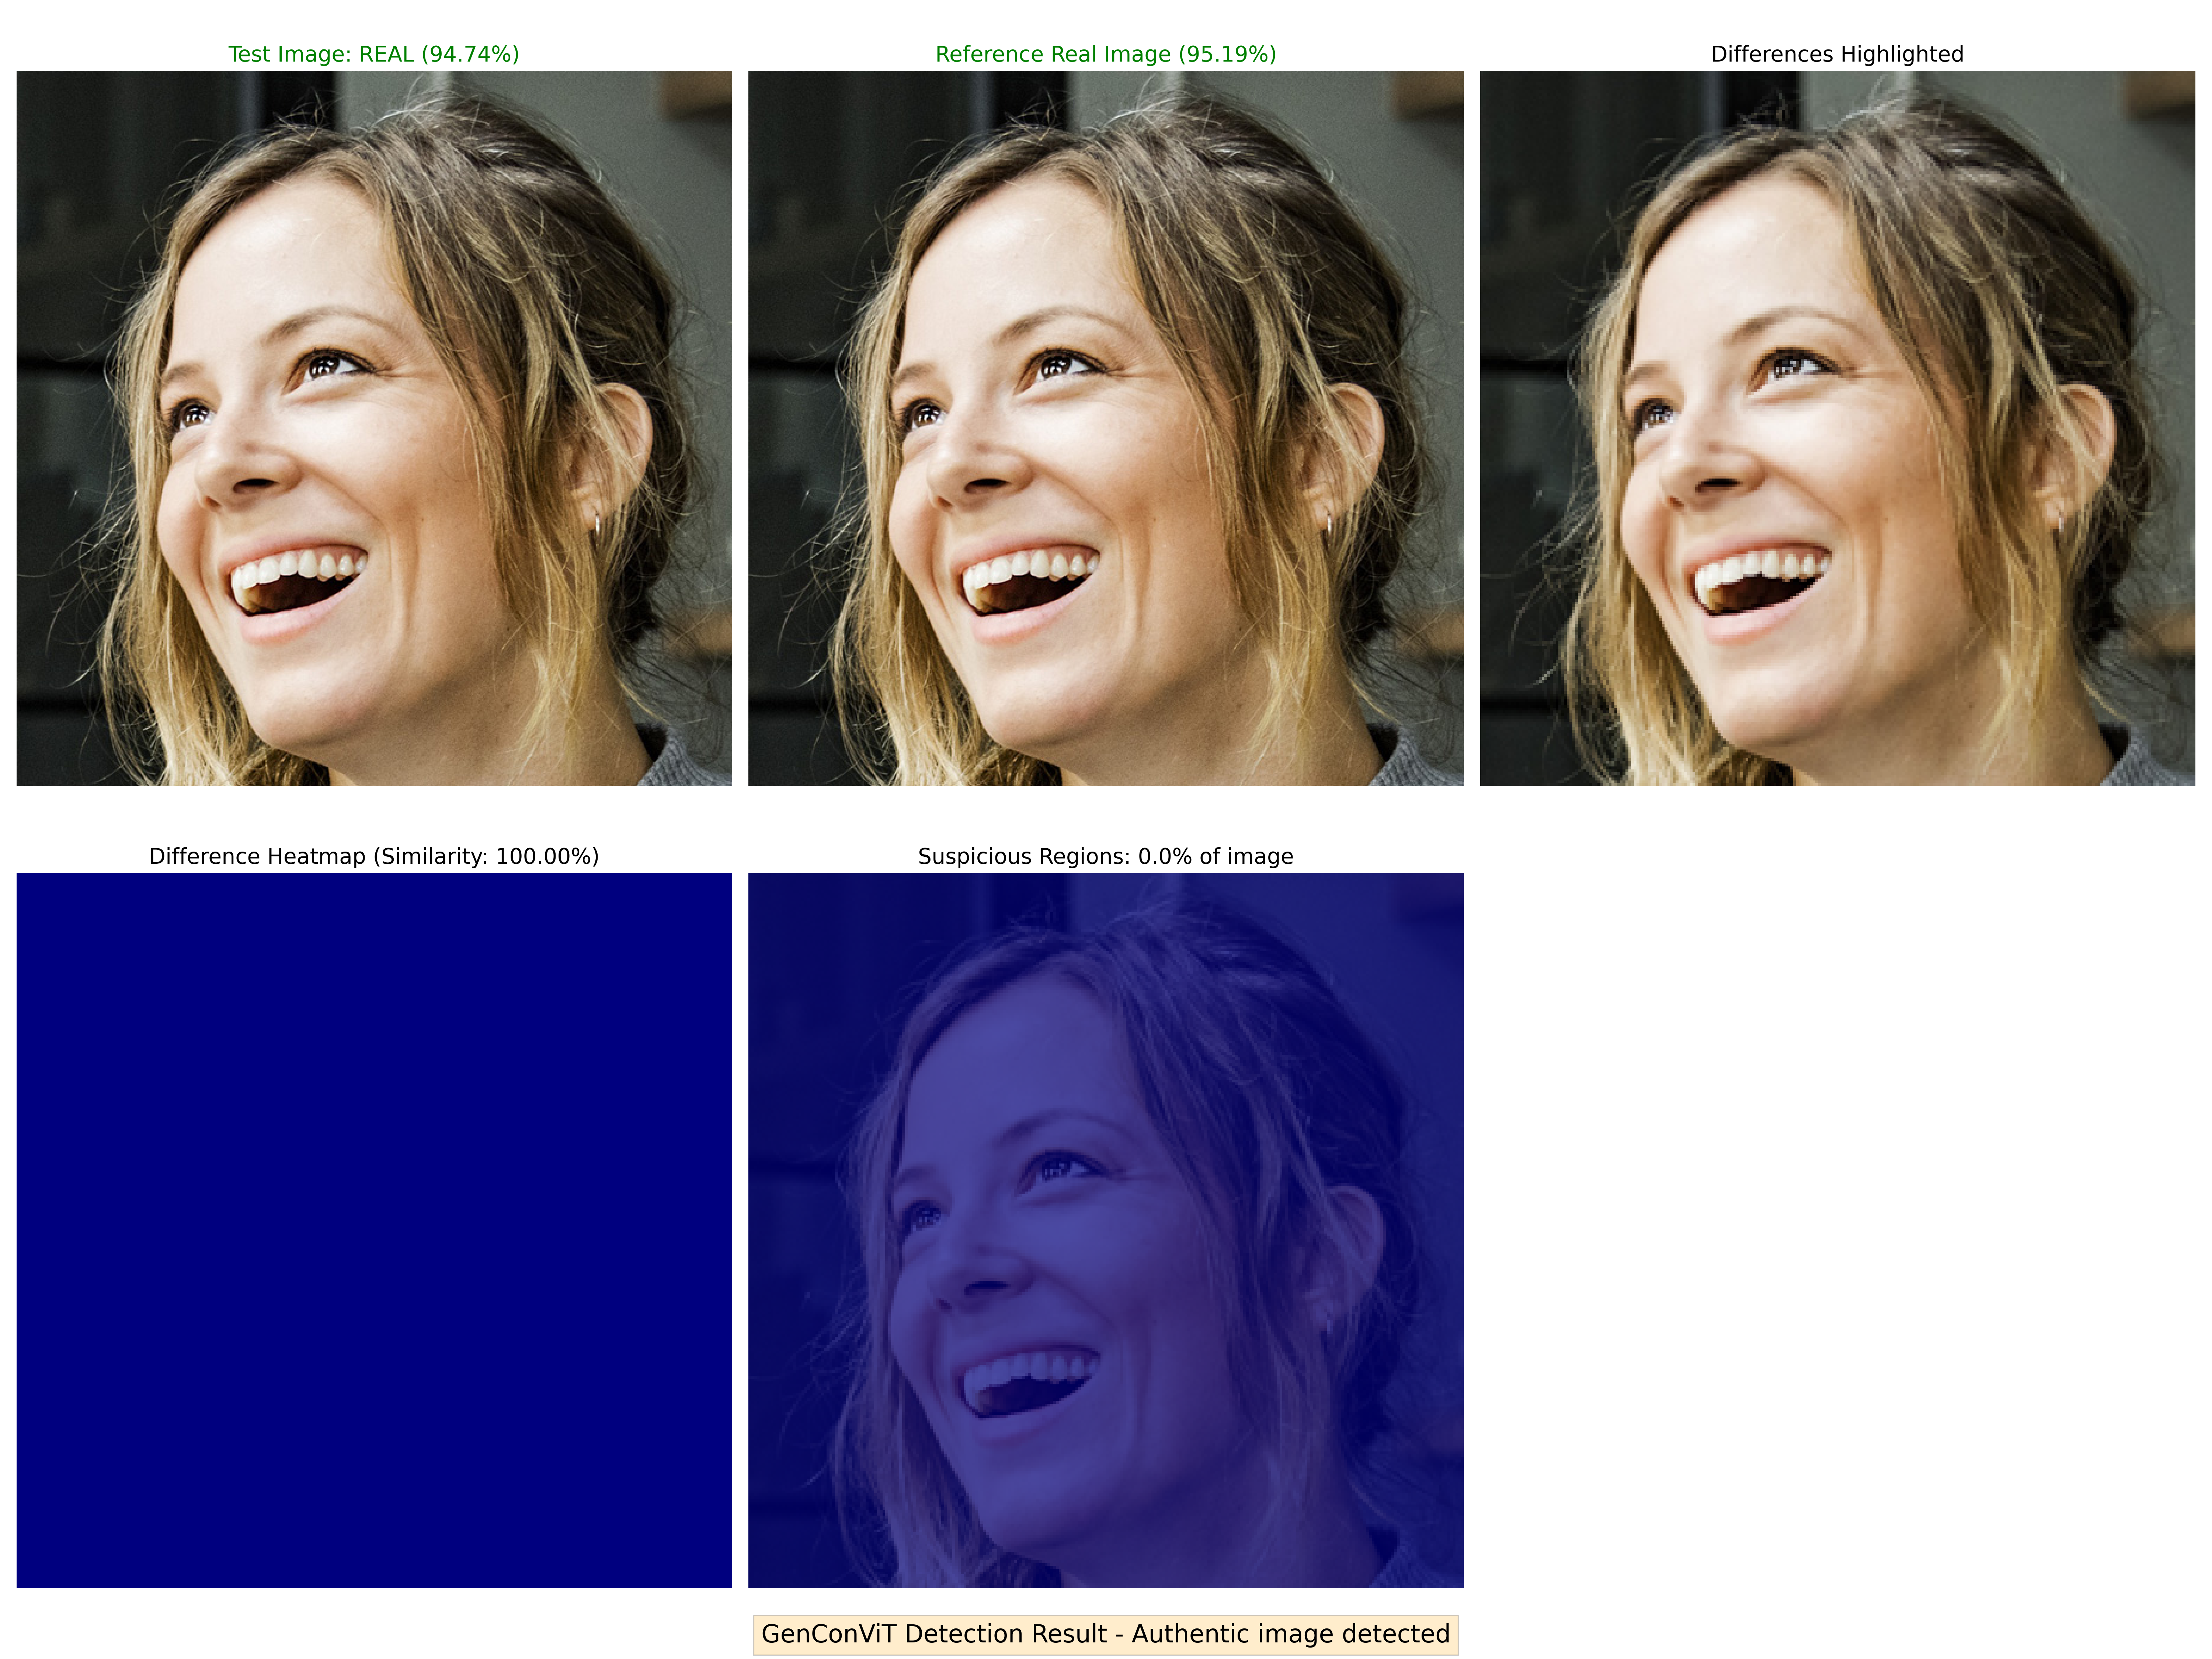 Test Image: REAL (94.74%)
Reference Real Image (95.19%)
Differences Highlighted
Difference Heatmap (Similarity: 100.00%)
Suspicious Regions: 0.0% of image
GenConViT Detection Result - Authentic image detected